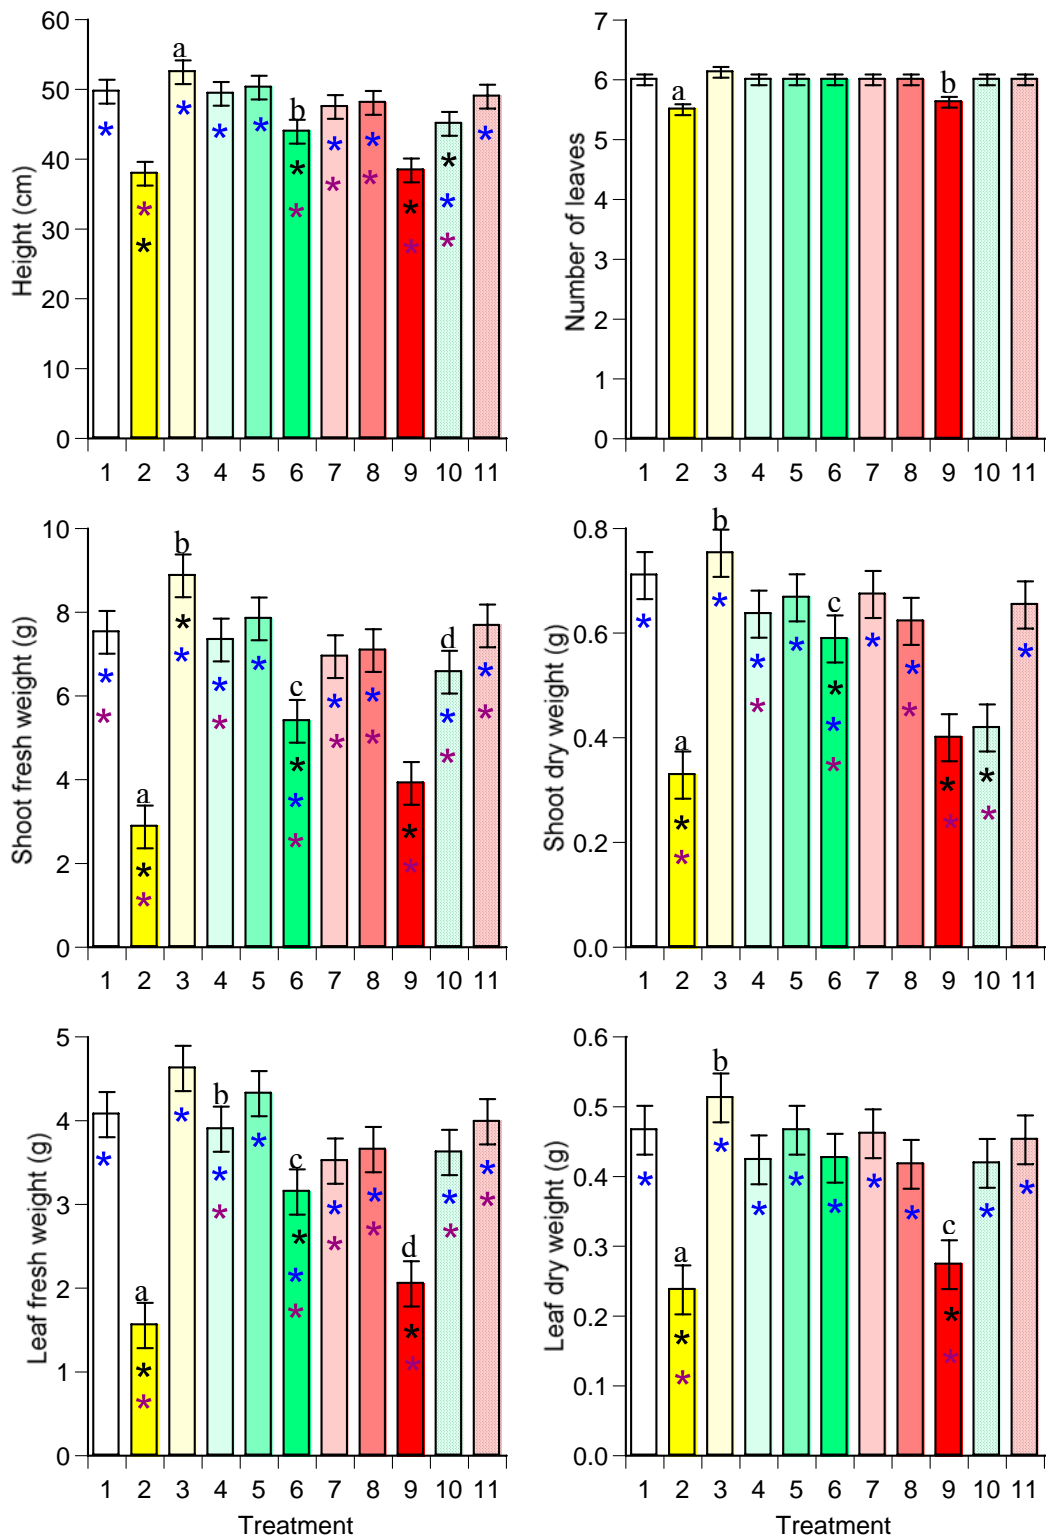 Height (cm)
60
50
40
30
20
10
0
a
b
* * * * * * * * * * * * * * * * * * *
1 2 3 4 5 6 7 8 9 10 11
Number of leaves
7
6
5
4
3
2
1
0
a
b
1 2 3 4 5 6 7 8 9 10 11
Shoot fresh weight (g)
10
8
6
4
2
0
a
b
c
d
1 2 3 4 5 6 7 8 9 10 11
Shoot dry weight (g)
0.8
0.6
0.4
0.2
0.0
a
b
c
1 2 3 4 5 6 7 8 9 10 11
Leaf fresh weight (g)
5
4
3
2
1
0
a
b
c
d
1 2 3 4 5 6 7 8 9 10 11
Treatment
Leaf dry weight (g)
0.6
0.5
0.4
0.3
0.2
0.1
0.0
a
b
c
1 2 3 4 5 6 7 8 9 10 11
Treatment